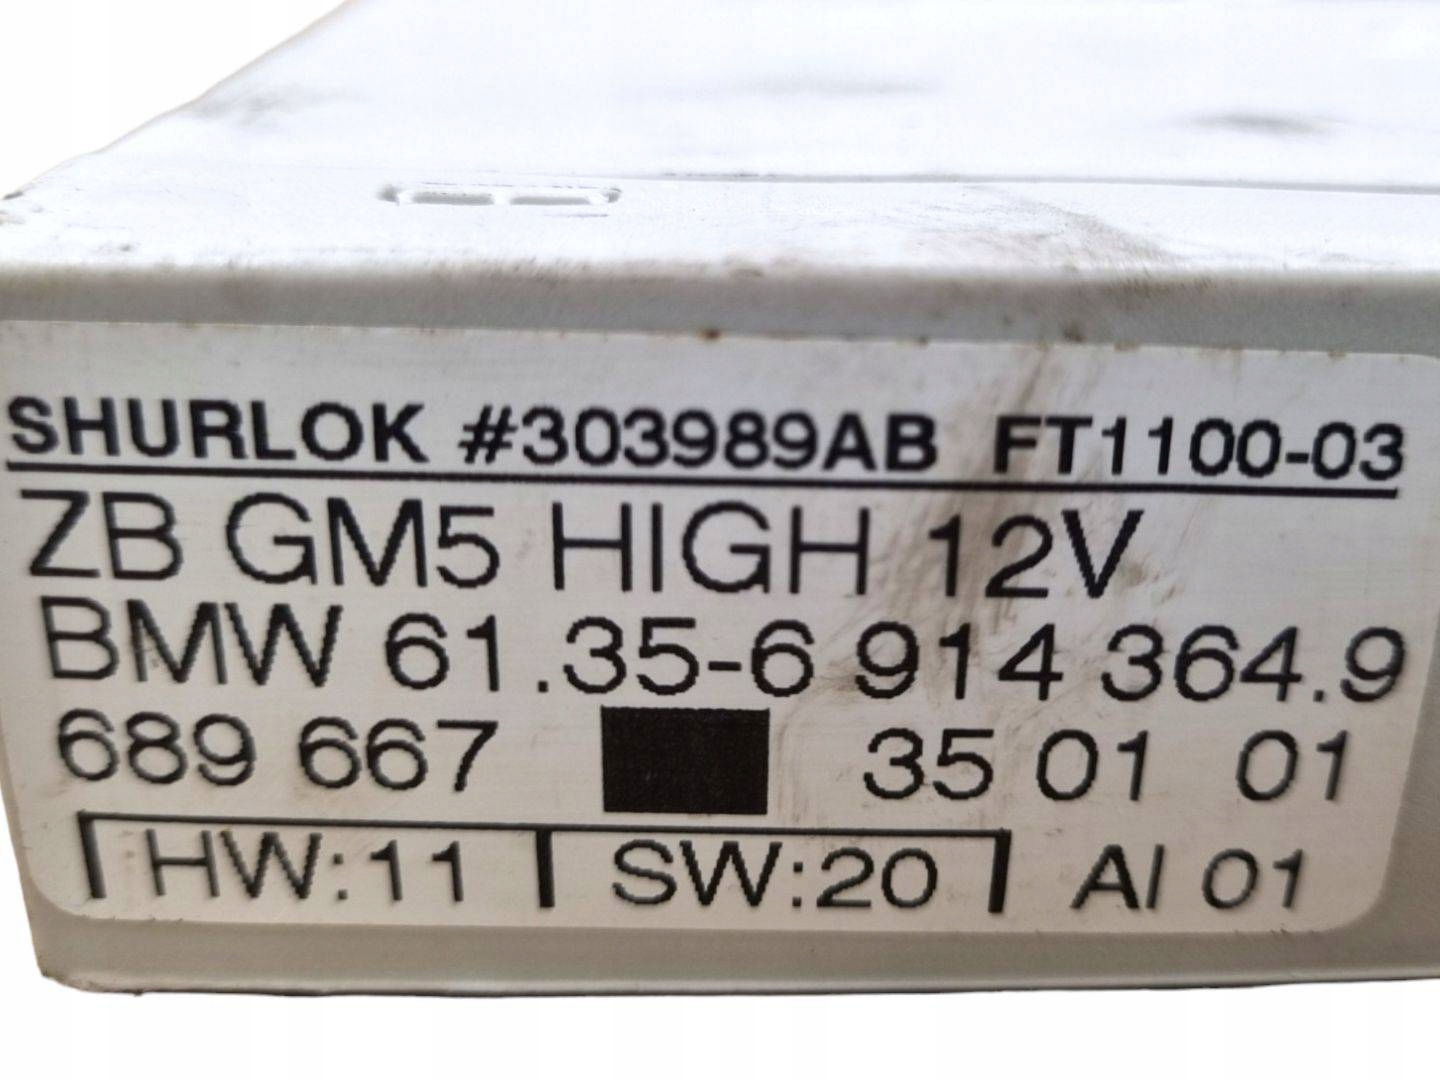 SHURLOK #303989AB FT1100-03
ZB GM5 HIGH 12V
BMW 61.35-6 914 364.9
689 667 35 01 01
HW:11 SW:20 AI 01